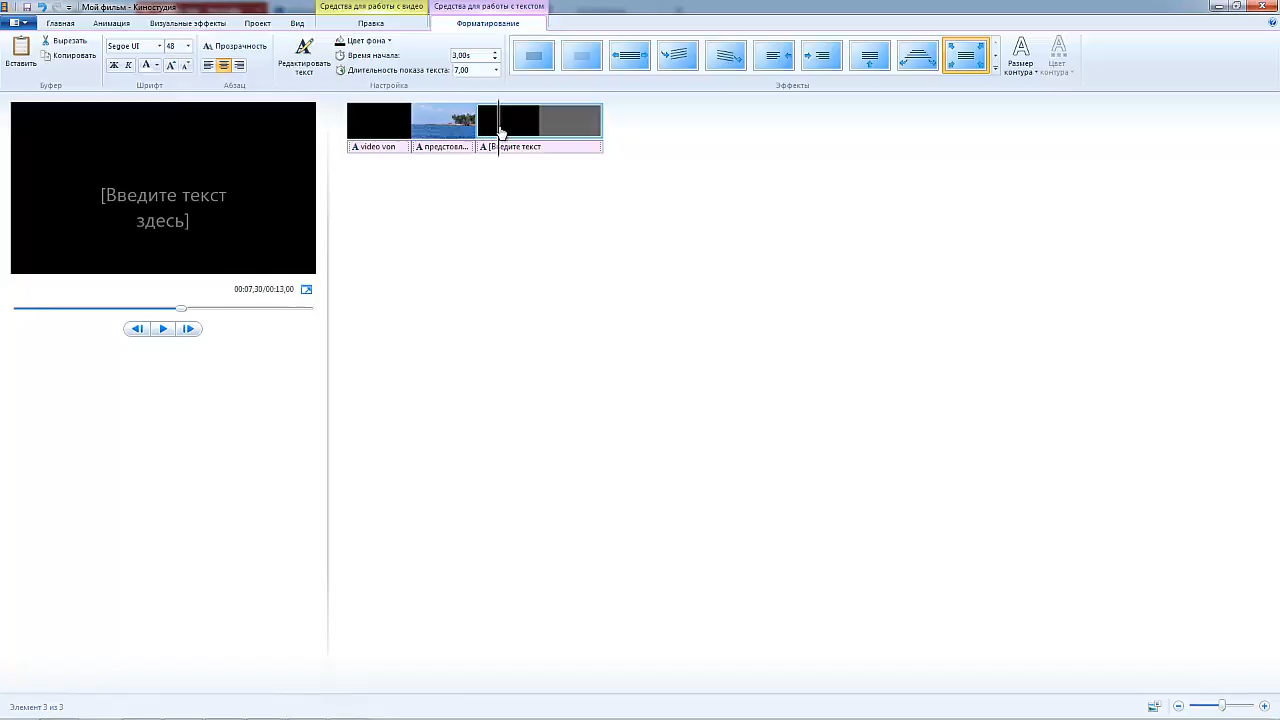 Мой фильм - Киностудия
Средства для работы с видео
Средства для работы с текстом
Главная
Анимация
Визуальные эффекты
Проект
Вид
Правка
Форматирование
Вставить
Вырезать
Копировать
Буфер
Segoe UI
48
Прозрачность
Ж К
Шрифт
Абзац
Редактировать текст
Цвет фона
Время начала:
3,00s
Длительность показа текста:
7,00
Настройка
Эффекты
Размер контура
Цвет контура
[Введите текст
здесь]
00:07,30/00:13,00
video von
предстовл...
[Введите текст
Элемент 3 из 3